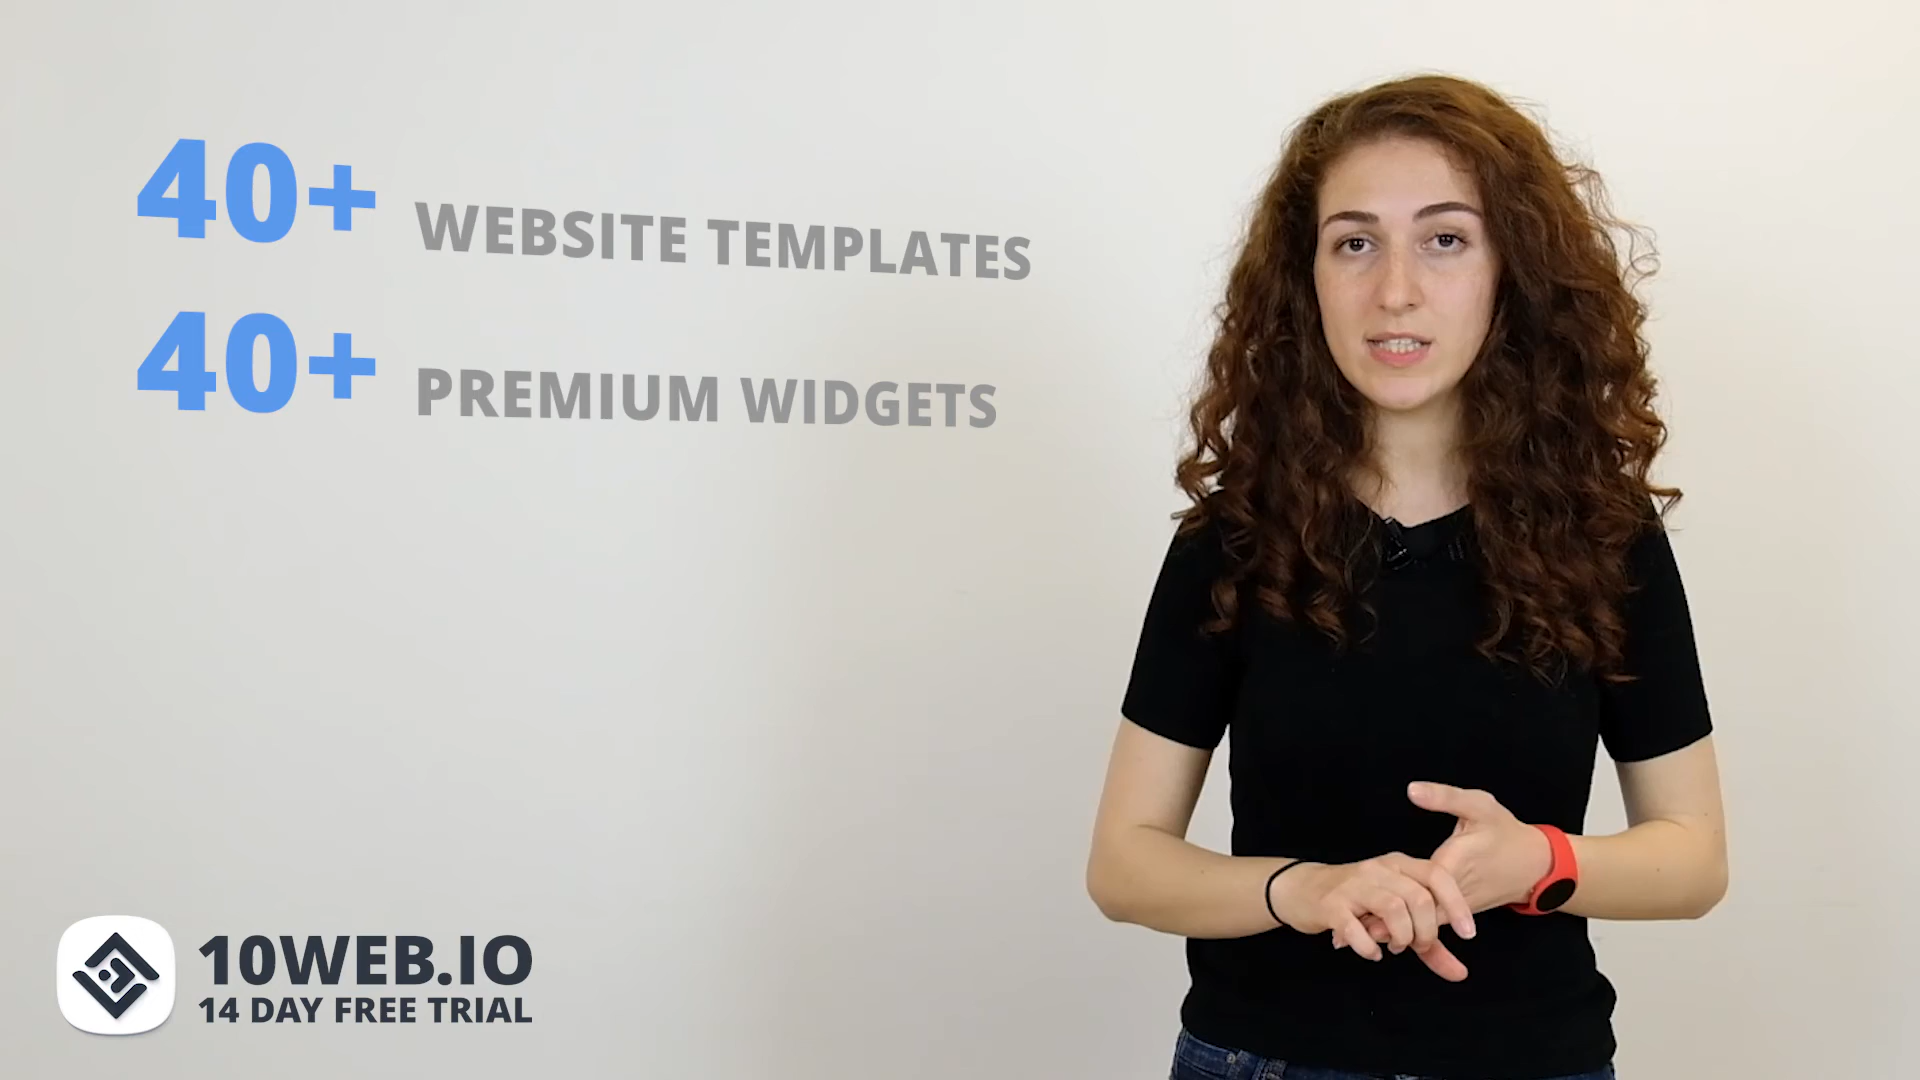 40+ WEBSITE TEMPLATES
40+ PREMIUM WIDGETS
10WEB.IO
14 DAY FREE TRIAL